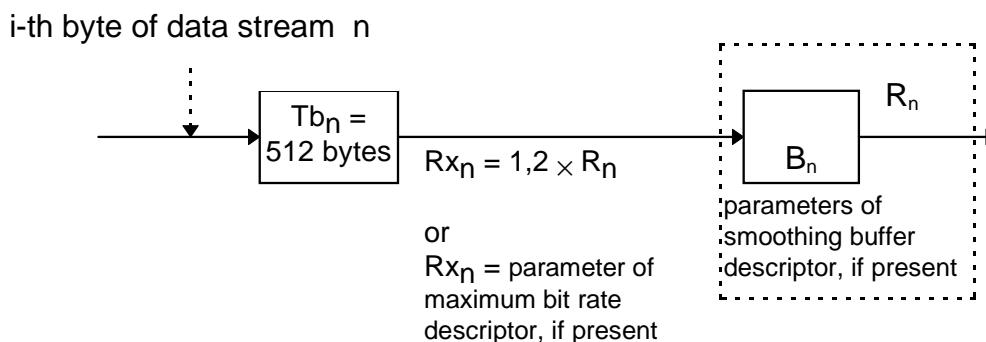 i-th byte of data stream n
Tbn =
512 bytes
Rxn = 1,2 × Rn
or
Rxn = parameter of
maximum bit rate
descriptor, if present
Rn
Bn
parameters of
smoothing buffer
descriptor, if present